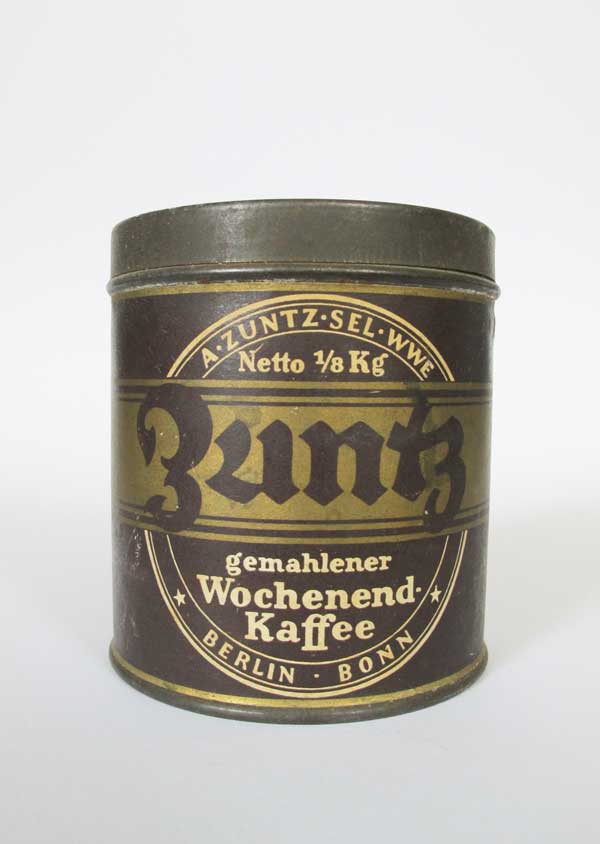 A·ZUNTZ·SEL·WWE
Netto ⅛ Kg
Zuntz
gemahlener
Wochenend-
Kaffee
BERLIN · BONN